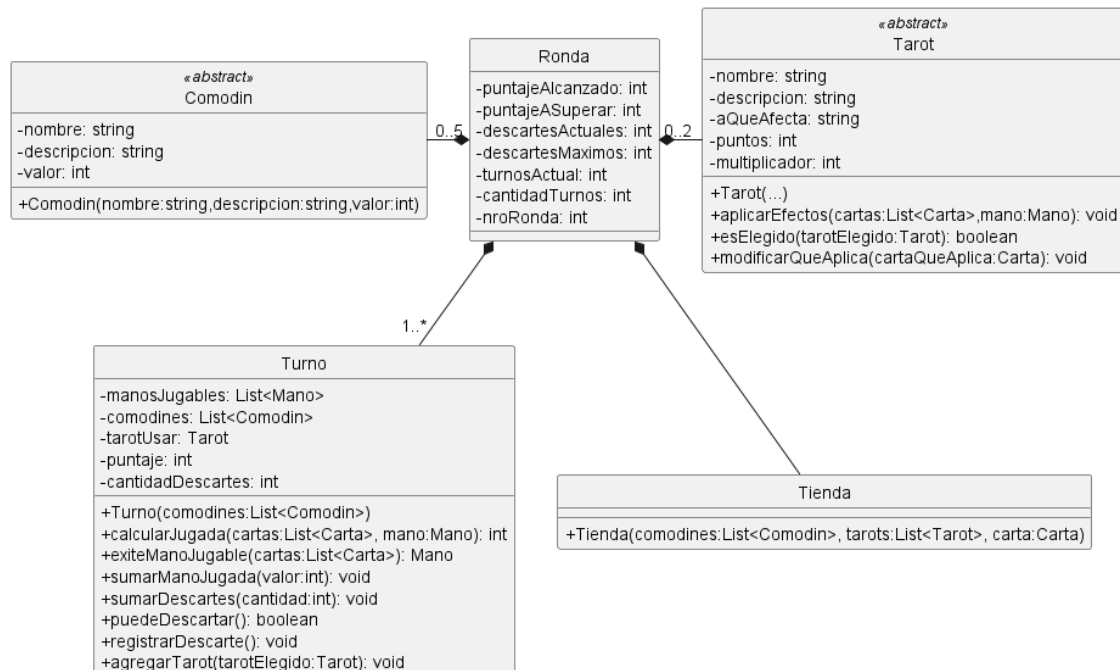 «abstract»
Comodin
-nombre: string
-descripcion: string
-valor: int
+Comodin(nombre:string,descripcion:string,valor:int)
0..5
Ronda
-puntajeAlcanzado: int
-puntajeASuperar: int
-descartesActuales: int
-descartesMaximos: int
-turnosActual: int
-cantidadTurnos: int
-nroRonda: int
0..2
«abstract»
Tarot
-nombre: string
-descripcion: string
-aQueAfecta: string
-puntos: int
-multiplicador: int
+Tarot(...)
+aplicarEfectos(cartas:List<Carta>,mano:Mano): void
+esElegido(tarotElegido:Tarot): boolean
+modificarQueAplica(cartaQueAplica:Carta): void
1..*
Turno
-manosJugables: List<Mano>
-comodines: List<Comodin>
-tarotUsar: Tarot
-puntaje: int
-cantidadDescartes: int
+Turno(comodines:List<Comodin>)
+calcularJugada(cartas:List<Carta>, mano:Mano): int
+exiteManoJugable(cartas:List<Carta>): Mano
+sumarManoJugada(valor:int): void
+sumarDescartes(cantidad:int): void
+puedeDescartar(): boolean
+registrarDescarte(): void
+agregarTarot(tarotElegido:Tarot): void
Tienda
+Tienda(comodines:List<Comodin>, tarots:List<Tarot>, carta:Carta)